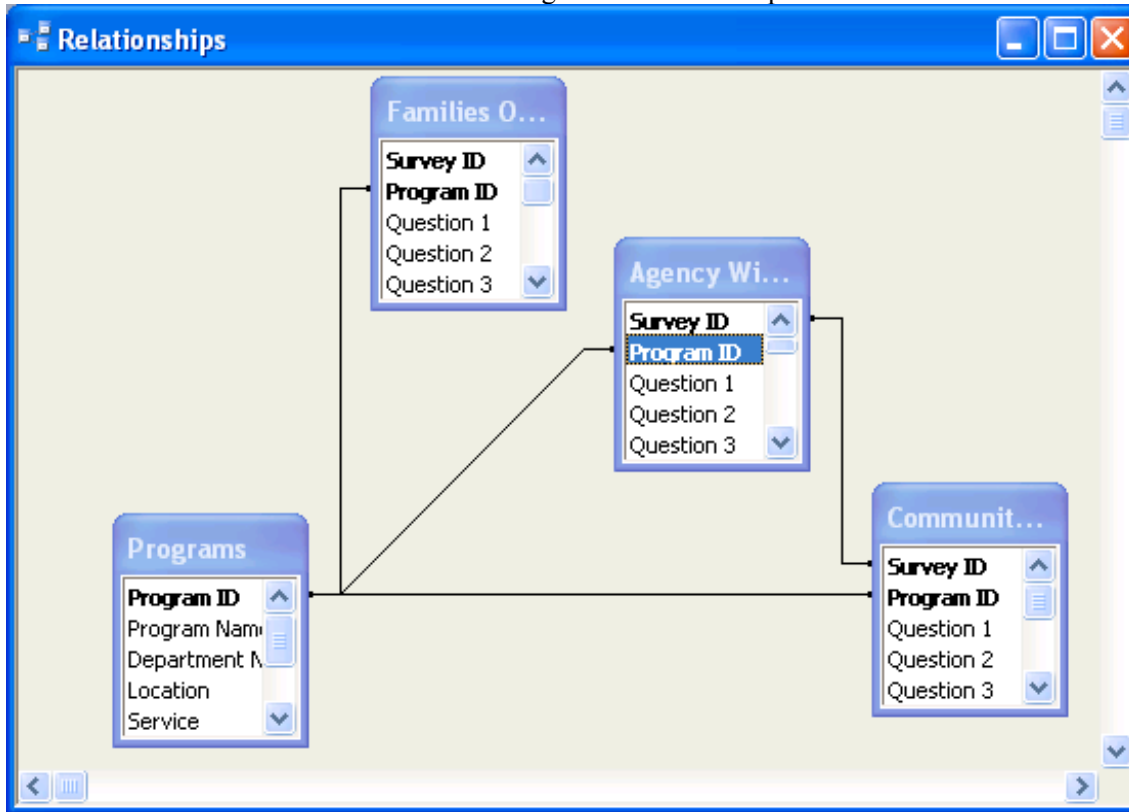 Relationships
Families O...
Survey ID
Program ID
Question 1
Question 2
Question 3
Agency Wi...
Survey ID
Program ID
Question 1
Question 2
Question 3
Programs
Program ID
Program Nam
Department N
Location
Service
Communit...
Survey ID
Program ID
Question 1
Question 2
Question 3